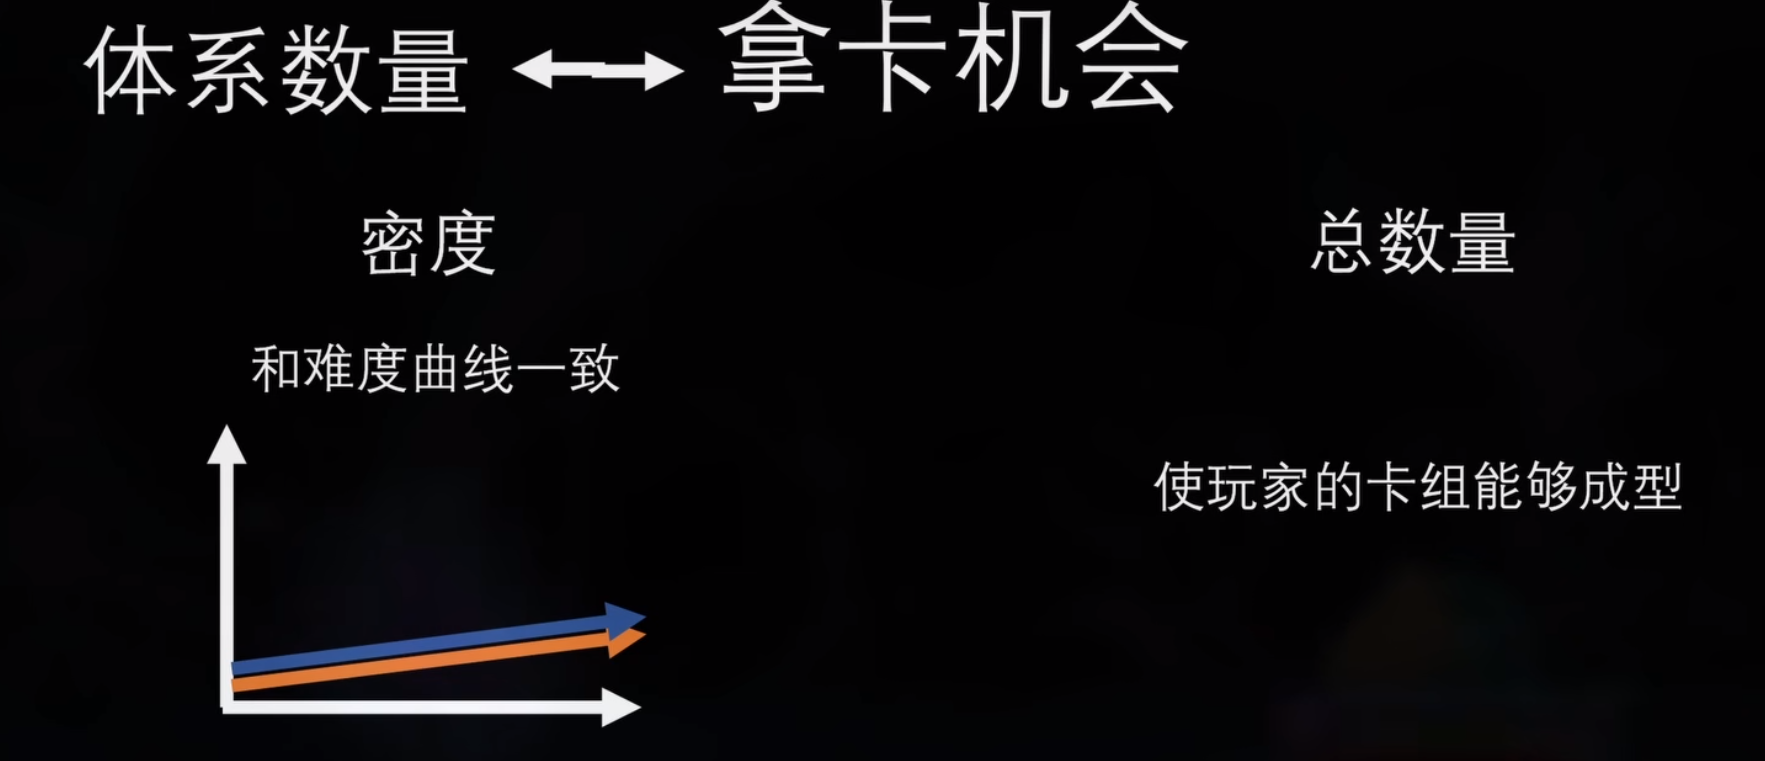 体系数量 拿卡机会
密度
总数量
和难度曲线一致
使玩家的卡组能够成型